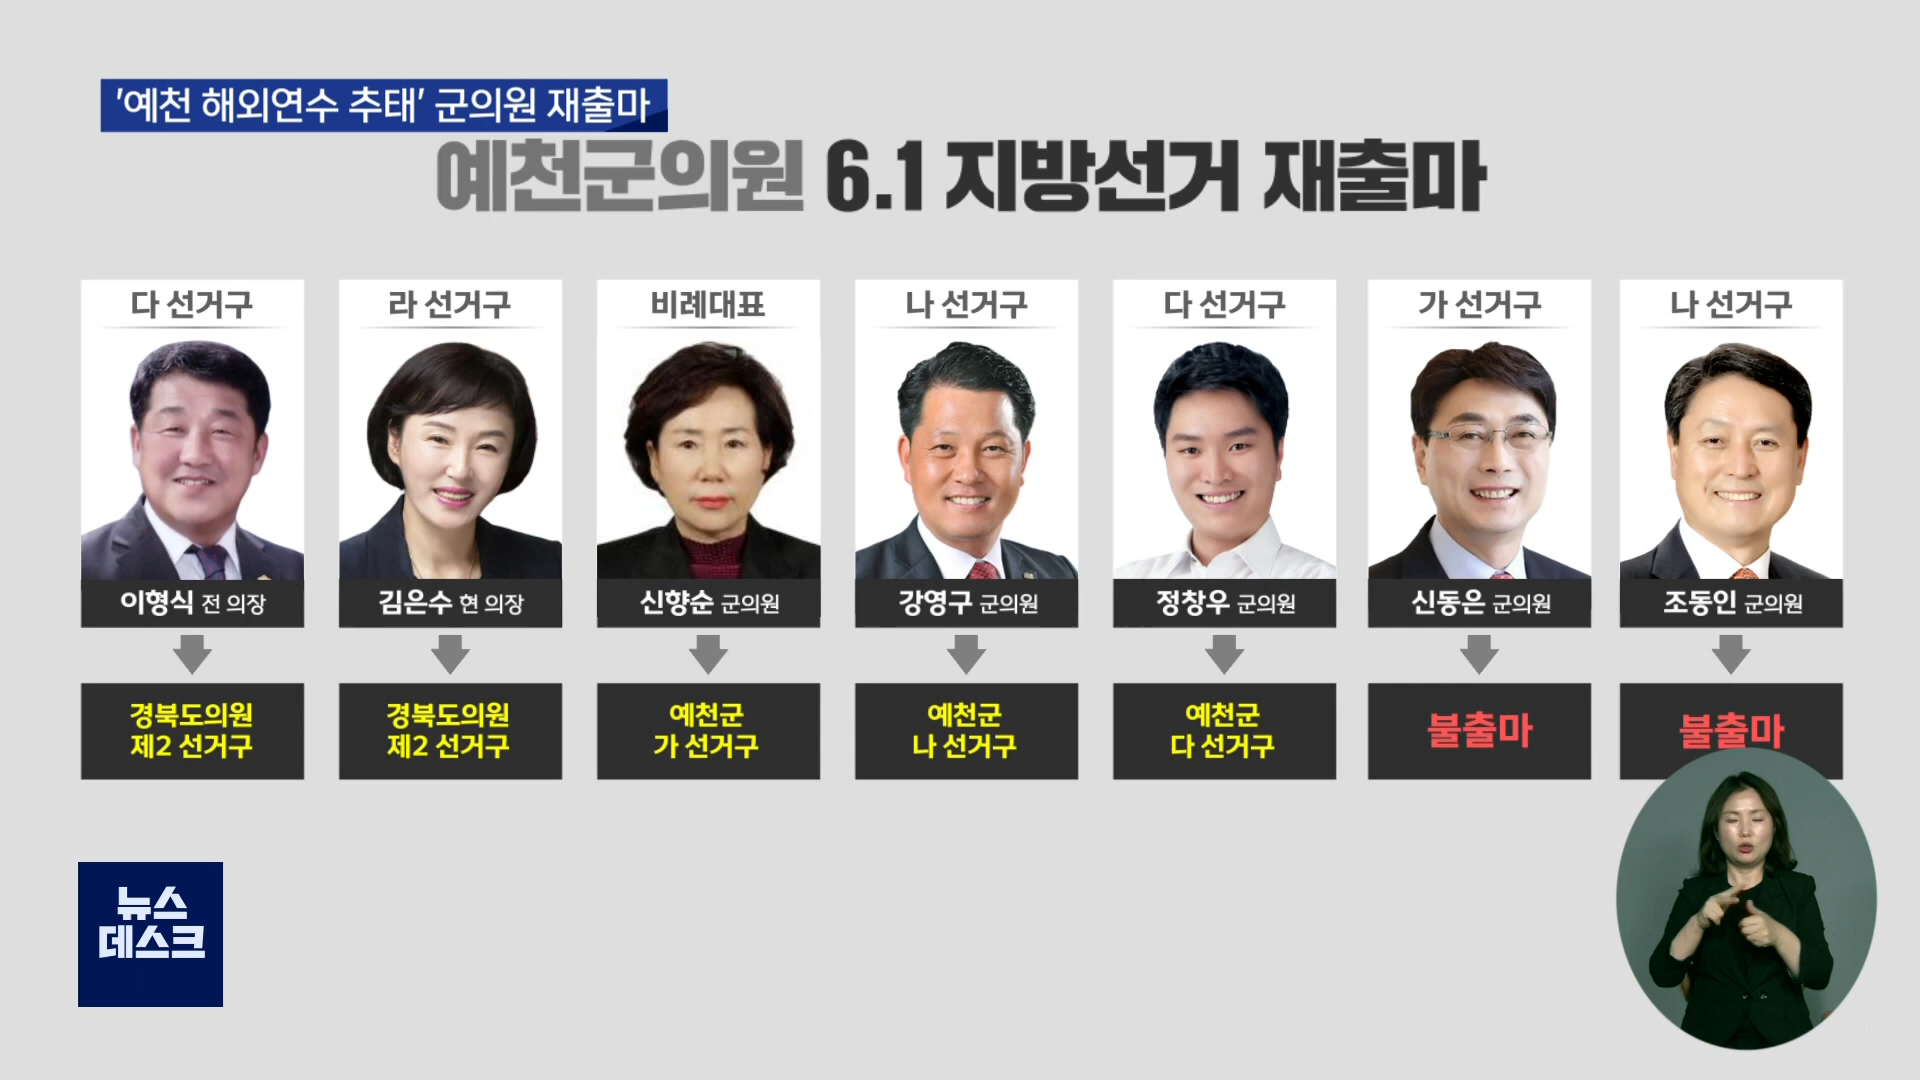 '예천 해외연수 추태' 군의원 재출마
예천군의원 6.1 지방선거 재출마
다 선거구
이형식 전 의장
경북도의원
제2 선거구
라 선거구
김은수 현 의장
경북도의원
제2 선거구
비례대표
신향순 군의원
예천군
가 선거구
나 선거구
강영구 군의원
예천군
나 선거구
다 선거구
정창우 군의원
예천군
다 선거구
가 선거구
신동은 군의원
불출마
나 선거구
조동인 군의원
불출마
뉴스
데스크